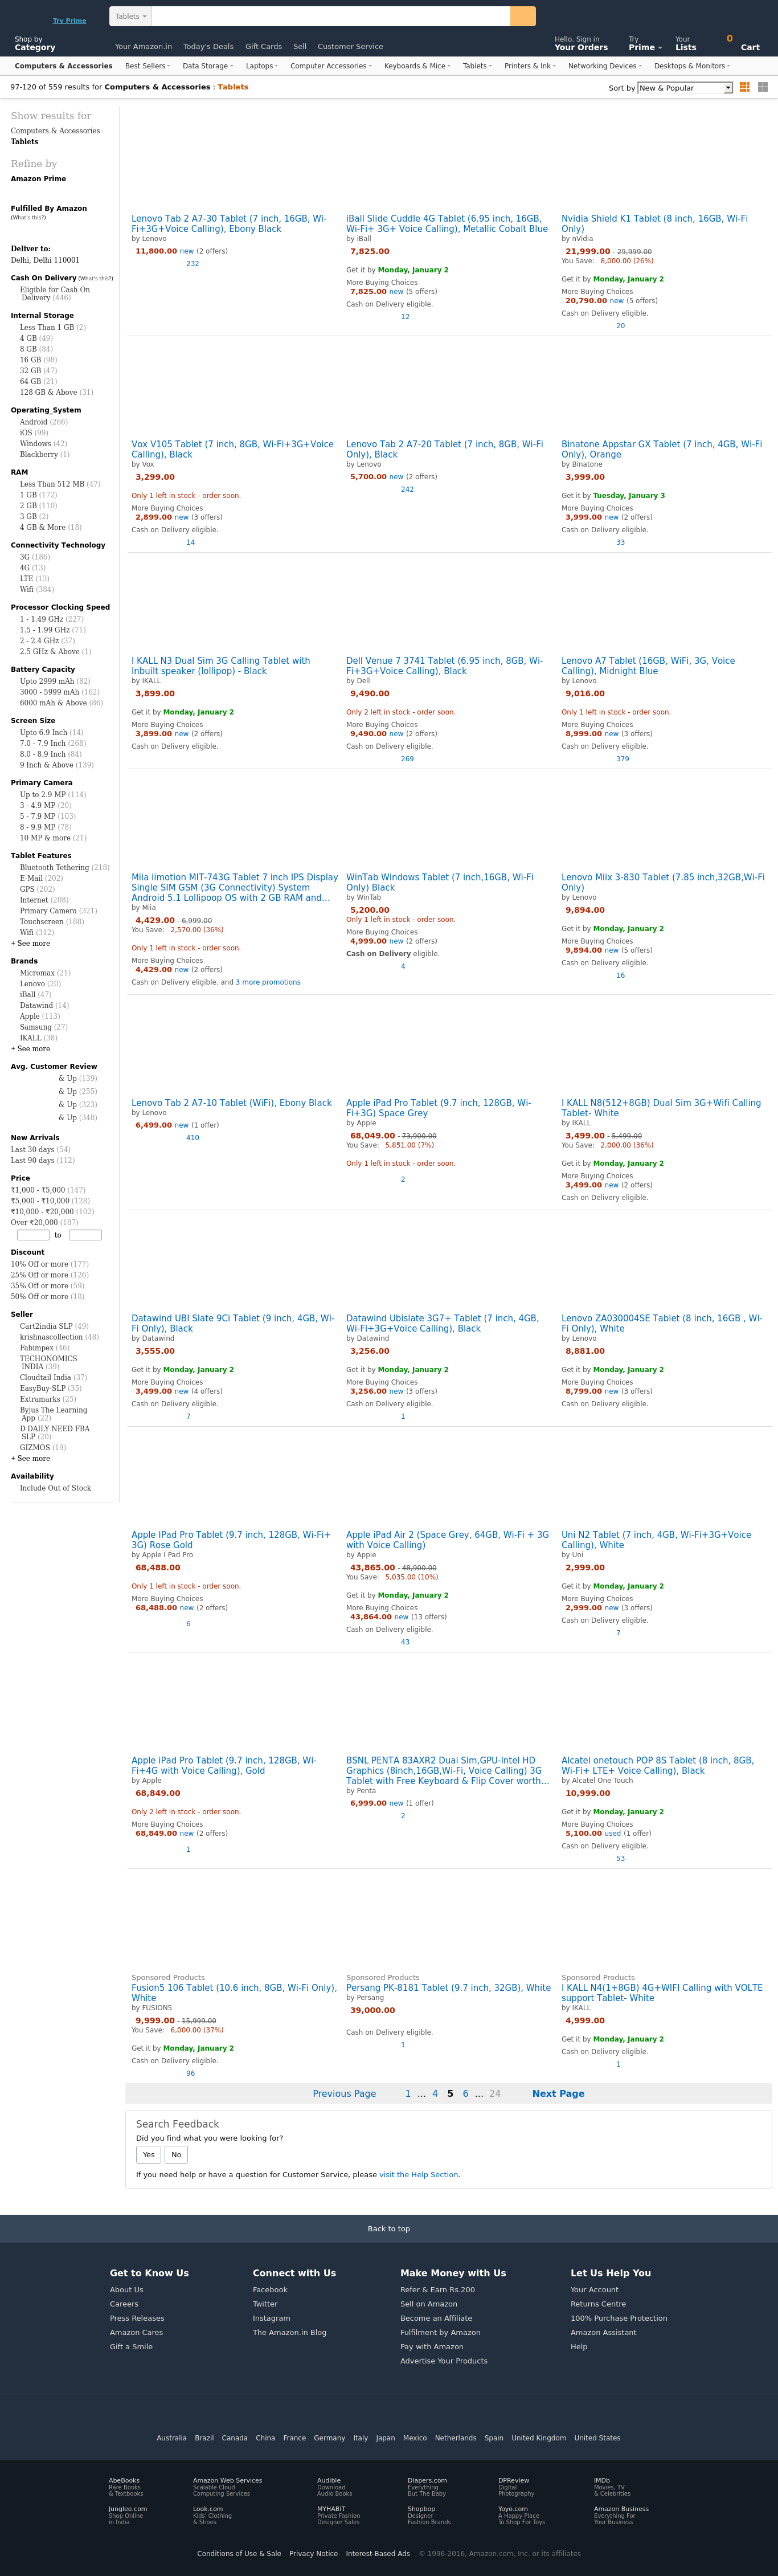 Try Prime
Tablets
Shop by
Category
Your Amazon.in Today's Deals Gift Cards Sell Customer Service
Hello. Sign in
Your Orders
Try
Prime
Your
Lists
0
Cart
Computers & Accessories Best Sellers Data Storage Laptops Computer Accessories Keyboards & Mice Tablets Printers & Ink Networking Devices Desktops & Monitors
97-120 of 559 results for Computers & Accessories : Tablets
Sort by New & Popular
Show results for
Computers & Accessories
Tablets
Refine by
Amazon Prime
Fulfilled By Amazon
(What's this?)
Deliver to:
Delhi, Delhi 110001
Cash On Delivery (What's this?)
Eligible for Cash On
Delivery (446)
Internal Storage
Less Than 1 GB (2)
4 GB (49)
8 GB (84)
16 GB (98)
32 GB (47)
64 GB (21)
128 GB & Above (31)
Operating_System
Android (266)
iOS (99)
Windows (42)
Blackberry (1)
RAM
Less Than 512 MB (47)
1 GB (172)
2 GB (110)
3 GB (2)
4 GB & More (18)
Connectivity Technology
3G (186)
4G (13)
LTE (13)
Wifi (384)
Processor Clocking Speed
1 - 1.49 GHz (227)
1.5 - 1.99 GHz (71)
2 - 2.4 GHz (37)
2.5 GHz & Above (1)
Battery Capacity
Upto 2999 mAh (82)
3000 - 5999 mAh (162)
6000 mAh & Above (86)
Screen Size
Upto 6.9 Inch (14)
7.0 - 7.9 Inch (268)
8.0 - 8.9 Inch (84)
9 Inch & Above (139)
Primary Camera
Up to 2.9 MP (114)
3 - 4.9 MP (20)
5 - 7.9 MP (103)
8 - 9.9 MP (78)
10 MP & more (21)
Tablet Features
Bluetooth Tethering (218)
E-Mail (202)
GPS (202)
Internet (208)
Primary Camera (321)
Touchscreen (188)
Wifi (312)
+ See more
Brands
Micromax (21)
Lenovo (20)
iBall (47)
Datawind (14)
Apple (113)
Samsung (27)
IKALL (38)
+ See more
Avg. Customer Review
& Up (139)
& Up (255)
& Up (323)
& Up (348)
New Arrivals
Last 30 days (54)
Last 90 days (112)
Price
₹1,000 - ₹5,000 (147)
₹5,000 - ₹10,000 (128)
₹10,000 - ₹20,000 (102)
Over ₹20,000 (187)
to
Discount
10% Off or more (177)
25% Off or more (126)
35% Off or more (59)
50% Off or more (18)
Seller
Cart2india SLP (49)
krishnascollection (48)
Fabimpex (46)
TECHONOMICS
INDIA (39)
Cloudtail India (37)
EasyBuy-SLP (35)
Extramarks (25)
Byjus The Learning
App (22)
D DAILY NEED FBA
SLP (20)
GIZMOS (19)
+ See more
Availability
Include Out of Stock
Lenovo Tab 2 A7-30 Tablet (7 inch, 16GB, Wi-
Fi+3G+Voice Calling), Ebony Black
by Lenovo
11,800.00 new (2 offers)
232
iBall Slide Cuddle 4G Tablet (6.95 inch, 16GB,
Wi-Fi+ 3G+ Voice Calling), Metallic Cobalt Blue
by iBall
7,825.00
Get it by Monday, January 2
More Buying Choices
7,825.00 new (5 offers)
Cash on Delivery eligible.
12
Nvidia Shield K1 Tablet (8 inch, 16GB, Wi-Fi
Only)
by nVidia
21,999.00 - 29,999.00
You Save: 8,000.00 (26%)
Get it by Monday, January 2
More Buying Choices
20,790.00 new (5 offers)
Cash on Delivery eligible.
20
Vox V105 Tablet (7 inch, 8GB, Wi-Fi+3G+Voice
Calling), Black
by Vox
3,299.00
Only 1 left in stock - order soon.
More Buying Choices
2,899.00 new (3 offers)
Cash on Delivery eligible.
14
Lenovo Tab 2 A7-20 Tablet (7 inch, 8GB, Wi-Fi
Only), Black
by Lenovo
5,700.00 new (2 offers)
242
Binatone Appstar GX Tablet (7 inch, 4GB, Wi-Fi
Only), Orange
by Binatone
3,999.00
Get it by Tuesday, January 3
More Buying Choices
3,999.00 new (2 offers)
Cash on Delivery eligible.
33
I KALL N3 Dual Sim 3G Calling Tablet with
Inbuilt speaker (lollipop) - Black
by IKALL
3,899.00
Get it by Monday, January 2
More Buying Choices
3,899.00 new (2 offers)
Cash on Delivery eligible.
Dell Venue 7 3741 Tablet (6.95 inch, 8GB, Wi-
Fi+3G+Voice Calling), Black
by Dell
9,490.00
Only 2 left in stock - order soon.
More Buying Choices
9,490.00 new (2 offers)
Cash on Delivery eligible.
269
Lenovo A7 Tablet (16GB, WiFi, 3G, Voice
Calling), Midnight Blue
by Lenovo
9,016.00
Only 1 left in stock - order soon.
More Buying Choices
8,999.00 new (3 offers)
Cash on Delivery eligible.
379
Miia iimotion MIT-743G Tablet 7 inch IPS Display
Single SIM GSM (3G Connectivity) System
Android 5.1 Lollipoop OS with 2 GB RAM and...
by Miia
4,429.00 - 6,999.00
You Save: 2,570.00 (36%)
Only 1 left in stock - order soon.
More Buying Choices
4,429.00 new (2 offers)
Cash on Delivery eligible. and 3 more promotions
WinTab Windows Tablet (7 inch,16GB, Wi-Fi
Only) Black
by WinTab
5,200.00
Only 1 left in stock - order soon.
More Buying Choices
4,999.00 new (2 offers)
Cash on Delivery eligible.
4
Lenovo Miix 3-830 Tablet (7.85 inch,32GB,Wi-Fi
Only)
by Lenovo
9,894.00
Get it by Monday, January 2
More Buying Choices
9,894.00 new (5 offers)
Cash on Delivery eligible.
16
Lenovo Tab 2 A7-10 Tablet (WiFi), Ebony Black
by Lenovo
6,499.00 new (1 offer)
410
Apple iPad Pro Tablet (9.7 inch, 128GB, Wi-
Fi+3G) Space Grey
by Apple
68,049.00 - 73,900.00
You Save: 5,851.00 (7%)
Only 1 left in stock - order soon.
2
I KALL N8(512+8GB) Dual Sim 3G+Wifi Calling
Tablet- White
by IKALL
3,499.00 - 5,499.00
You Save: 2,000.00 (36%)
Get it by Monday, January 2
More Buying Choices
3,499.00 new (2 offers)
Cash on Delivery eligible.
Datawind UBI Slate 9Ci Tablet (9 inch, 4GB, Wi-
Fi Only), Black
by Datawind
3,555.00
Get it by Monday, January 2
More Buying Choices
3,499.00 new (4 offers)
Cash on Delivery eligible.
7
Datawind Ubislate 3G7+ Tablet (7 inch, 4GB,
Wi-Fi+3G+Voice Calling), Black
by Datawind
3,256.00
Get it by Monday, January 2
More Buying Choices
3,256.00 new (3 offers)
Cash on Delivery eligible.
1
Lenovo ZA030004SE Tablet (8 inch, 16GB , Wi-
Fi Only), White
by Lenovo
8,881.00
Get it by Monday, January 2
More Buying Choices
8,799.00 new (3 offers)
Cash on Delivery eligible.
Apple IPad Pro Tablet (9.7 inch, 128GB, Wi-Fi+
3G) Rose Gold
by Apple I Pad Pro
68,488.00
Only 1 left in stock - order soon.
More Buying Choices
68,488.00 new (2 offers)
6
Apple iPad Air 2 (Space Grey, 64GB, Wi-Fi + 3G
with Voice Calling)
by Apple
43,865.00 - 48,900.00
You Save: 5,035.00 (10%)
Get it by Monday, January 2
More Buying Choices
43,864.00 new (13 offers)
Cash on Delivery eligible.
43
Uni N2 Tablet (7 inch, 4GB, Wi-Fi+3G+Voice
Calling), White
by Uni
2,999.00
Get it by Monday, January 2
More Buying Choices
2,999.00 new (3 offers)
Cash on Delivery eligible.
7
Apple iPad Pro Tablet (9.7 inch, 128GB, Wi-
Fi+4G with Voice Calling), Gold
by Apple
68,849.00
Only 2 left in stock - order soon.
More Buying Choices
68,849.00 new (2 offers)
1
BSNL PENTA 83AXR2 Dual Sim,GPU-Intel HD
Graphics (8inch,16GB,Wi-Fi, Voice Calling) 3G
Tablet with Free Keyboard & Flip Cover worth...
by Penta
6,999.00 new (1 offer)
2
Alcatel onetouch POP 8S Tablet (8 inch, 8GB,
Wi-Fi+ LTE+ Voice Calling), Black
by Alcatel One Touch
10,999.00
Get it by Monday, January 2
More Buying Choices
5,100.00 used (1 offer)
Cash on Delivery eligible.
53
Sponsored Products
Fusion5 106 Tablet (10.6 inch, 8GB, Wi-Fi Only),
White
by FUSION5
9,999.00 - 15,999.00
You Save: 6,000.00 (37%)
Get it by Monday, January 2
Cash on Delivery eligible.
96
Sponsored Products
Persang PK-8181 Tablet (9.7 inch, 32GB), White
by Persang
39,000.00
Cash on Delivery eligible.
1
Sponsored Products
I KALL N4(1+8GB) 4G+WIFI Calling with VOLTE
support Tablet- White
by IKALL
4,999.00
Get it by Monday, January 2
Cash on Delivery eligible.
1
Previous Page 1 ... 4 5 6 ... 24 Next Page
Search Feedback
Did you find what you were looking for?
Yes No
If you need help or have a question for Customer Service, please visit the Help Section.
Back to top
Get to Know Us
About Us
Careers
Press Releases
Amazon Cares
Gift a Smile
Connect with Us
Facebook
Twitter
Instagram
The Amazon.in Blog
Make Money with Us
Refer & Earn Rs.200
Sell on Amazon
Become an Affiliate
Fulfilment by Amazon
Pay with Amazon
Advertise Your Products
Let Us Help You
Your Account
Returns Centre
100% Purchase Protection
Amazon Assistant
Help
Australia Brazil Canada China France Germany Italy Japan Mexico Netherlands Spain United Kingdom United States
AbeBooks
Rare Books
& Textbooks
Amazon Web Services
Scalable Cloud
Computing Services
Audible
Download
Audio Books
Diapers.com
Everything
But The Baby
DPReview
Digital
Photography
IMDb
Movies, TV
& Celebrities
Junglee.com
Shop Online
in India
Look.com
Kids' Clothing
& Shoes
MYHABIT
Private Fashion
Designer Sales
Shopbop
Designer
Fashion Brands
Yoyo.com
A Happy Place
To Shop For Toys
Amazon Business
Everything For
Your Business
Conditions of Use & Sale Privacy Notice Interest-Based Ads © 1996-2016, Amazon.com, Inc. or its affiliates